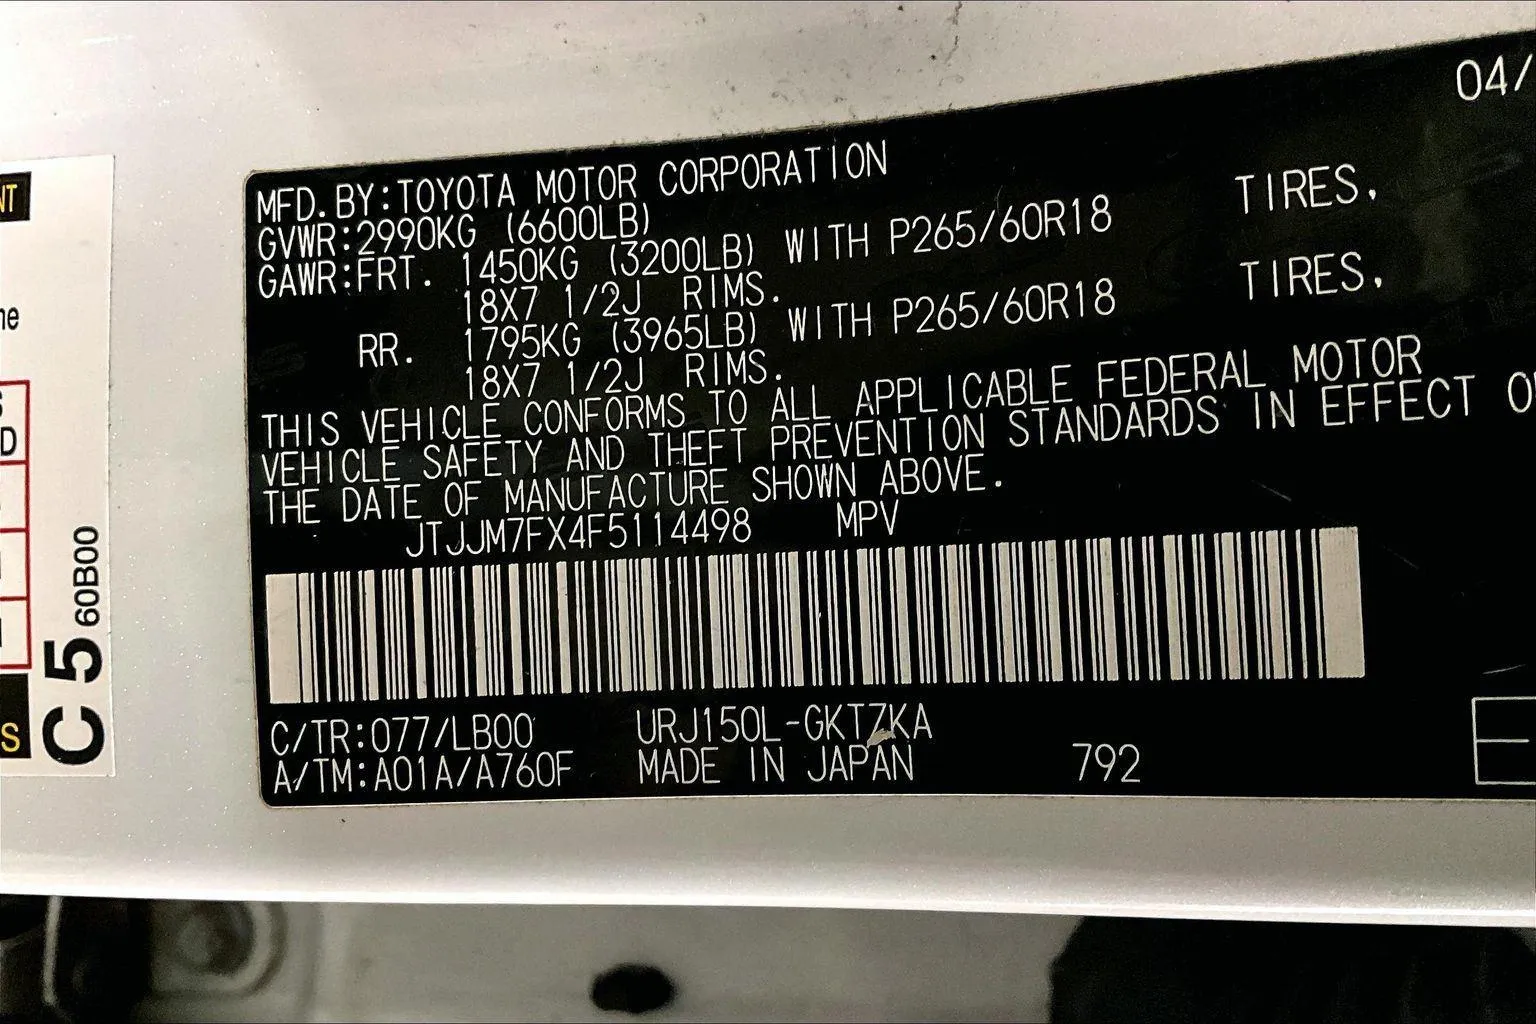 04/
MFD.BY:TOYOTA MOTOR CORPORATION
GVWR:2990KG (6600LB)
GAWR:FRT. 1450KG (3200LB) WITH P265/60R18 TIRES,
18X7 1/2J RIMS.
RR. 1795KG (3965LB) WITH P265/60R18 TIRES,
18X7 1/2J RIMS.
THIS VEHICLE CONFORMS TO ALL APPLICABLE FEDERAL MOTOR
VEHICLE SAFETY AND THEFT PREVENTION STANDARDS IN EFFECT O
THE DATE OF MANUFACTURE SHOWN ABOVE.
JTJJM7FX4F5114498 MPV
C/TR:077/LB00 URJ150L-GKTZKA
A/TM:A01A/A760F MADE IN JAPAN 792
NT
ne
S
D
S
C 5 60B00